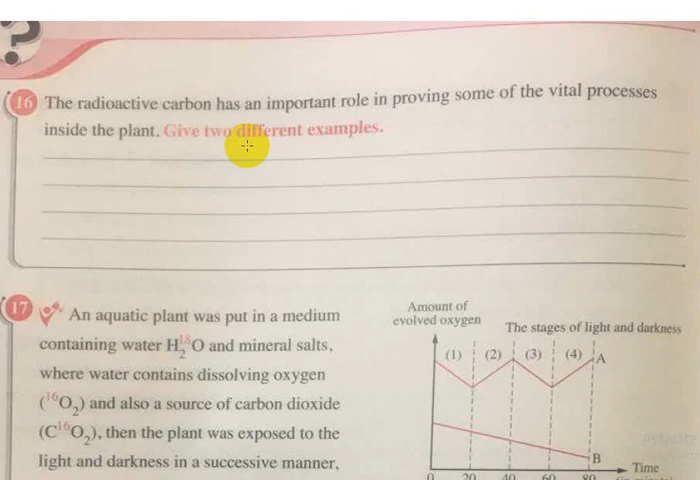 ?
16 The radioactive carbon has an important role in proving some of the vital processes
inside the plant. Give two different examples.
17 An aquatic plant was put in a medium
containing water H₂¹⁸O and mineral salts,
where water contains dissolving oxygen
(¹⁶O₂) and also a source of carbon dioxide
(C¹⁶O₂), then the plant was exposed to the
light and darkness in a successive manner,
Amount of
evolved oxygen
The stages of light and darkness
(1) (2) (3) (4) A
B
Time
0 20 40 60 80
Activate